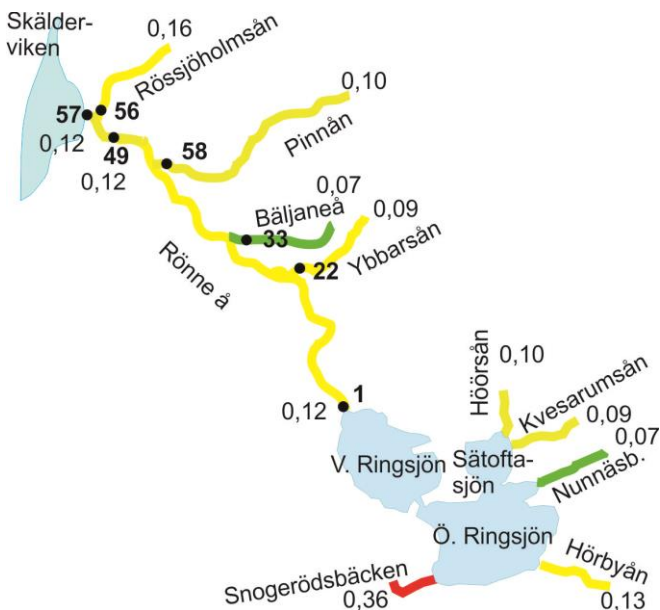 Skälder-
viken
0,16
Rössjöholmsån
57
56
0,12
49
0,12
58
0,10
Pinnån
0,07
Bäljaneå
33
0,09
Ybbarsån
22
Rönne å
1
0,12
V. Ringsjön
Höörsån
0,10
Kvesarumsån
0,09
Sätofta-
sjön
0,07
Nunnäsb.
Ö. Ringsjön
Hörbyån
0,13
Snogerödsbäcken
0,36